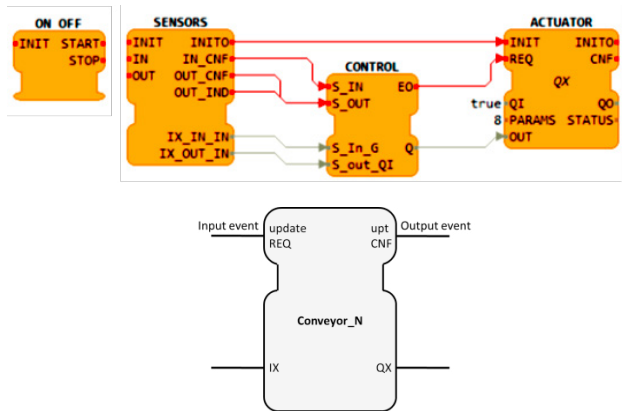 ON OFF
INIT START
STOP
SENSORS
INIT INITO
IN IN_CNF
OUT OUT_CNF
OUT_IND
IX_IN_IN
IX_OUT_IN
CONTROL
S_IN EO
S_OUT
S_In_G Q
S_out_QI
ACTUATOR
INIT INITO
REQ CNF
QX
true QI QO
8 PARAMS STATUS
OUT
Input event update upt Output event
REQ CNF
Conveyor_N
IX QX